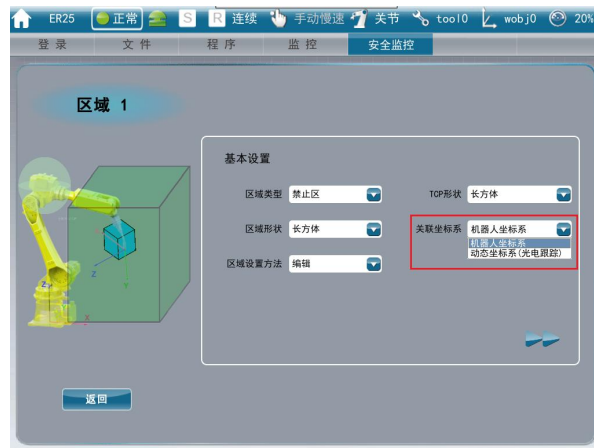 ER25 正常 S R 连续 手动慢速 关节 tool0 wobj0 20%
登录 文件 程序 监控 安全监控
区域 1
基本设置
区域类型 禁止区 TCP形状 长方体
区域形状 长方体 关联坐标系 机器人坐标系
机器人坐标系
动态坐标系(光电跟踪)
区域设置方法 编辑
Z
Z
Y
X
返回